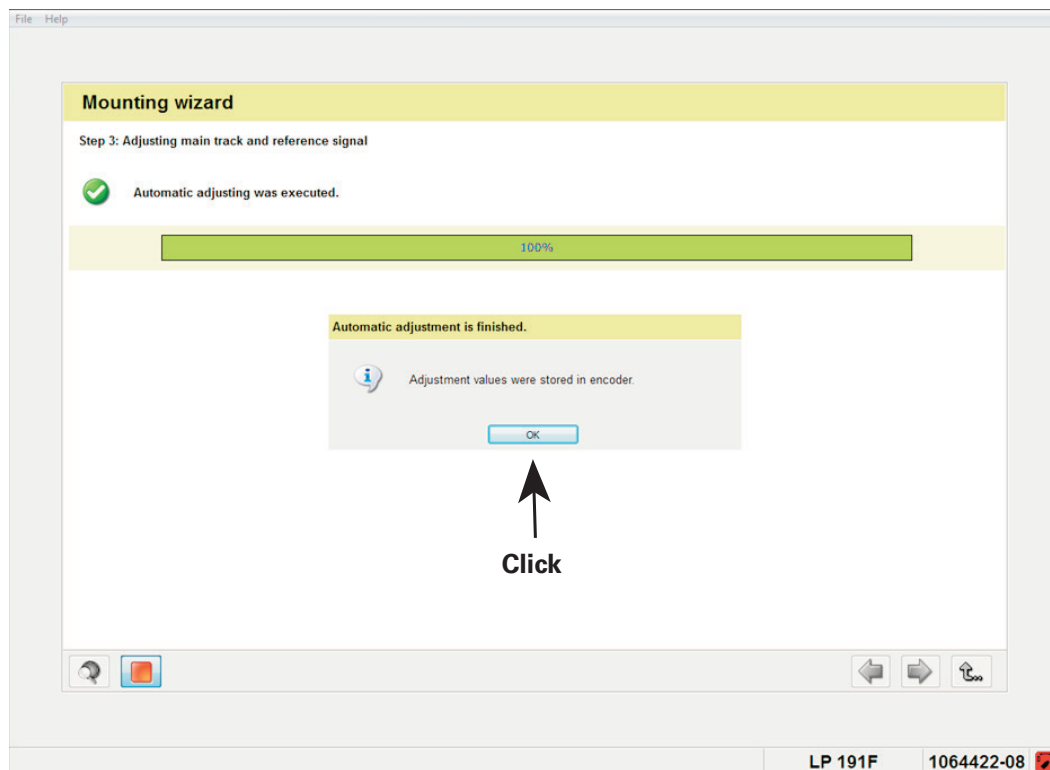 File Help
Mounting wizard
Step 3: Adjusting main track and reference signal
Automatic adjusting was executed.
100%
Automatic adjustment is finished.
Adjustment values were stored in encoder.
OK
Click
LP 191F 1064422-08